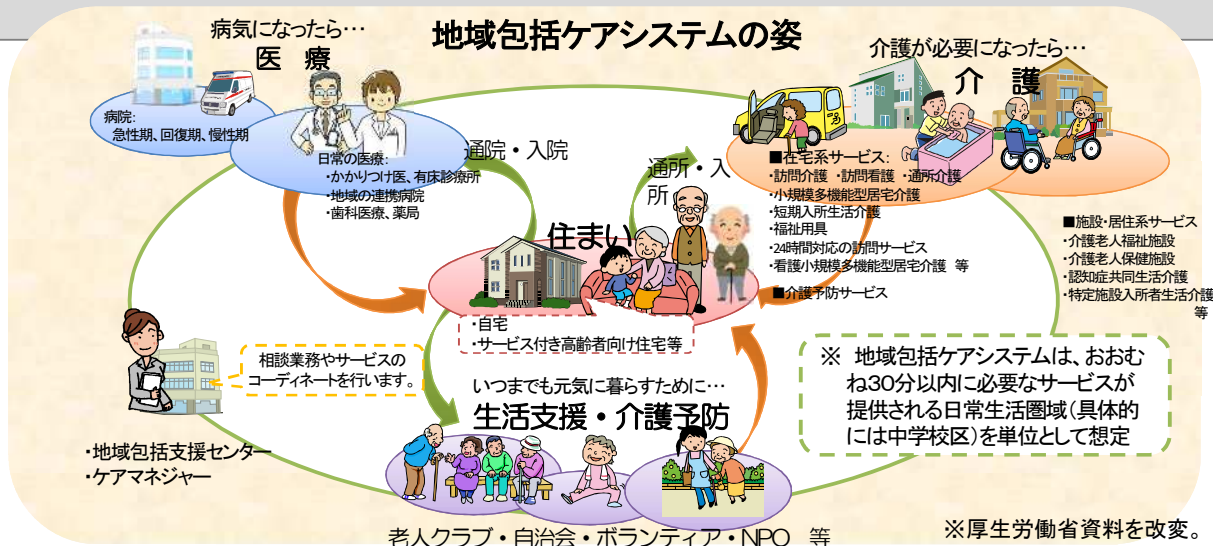 地域包括ケアシステムの姿
病気になったら…
医 療
病院:
急性期、回復期、慢性期
日常の医療:
・かかりつけ医、有床診療所
・地域の連携病院
・歯科医療、薬局
通院・入院
通所・入
所
介護が必要になったら…
介 護
■在宅系サービス:
・訪問介護 ・訪問看護 ・通所介護
・小規模多機能型居宅介護
・短期入所生活介護
・福祉用具
・24時間対応の訪問サービス
・看護小規模多機能型居宅介護 等
■介護予防サービス
■施設・居住系サービス
・介護老人福祉施設
・介護老人保健施設
・認知症共同生活介護
・特定施設入所者生活介護
等
住まい
・自宅
・サービス付き高齢者向け住宅等
相談業務やサービスの
コーディネートを行います。
・地域包括支援センター
・ケアマネジャー
いつまでも元気に暮らすために…
生活支援・介護予防
老人クラブ・自治会・ボランティア・NPO 等
※ 地域包括ケアシステムは、おおむ
ね30分以内に必要なサービスが
提供される日常生活圏域(具体的
には中学校区)を単位として想定
※厚生労働省資料を改変。